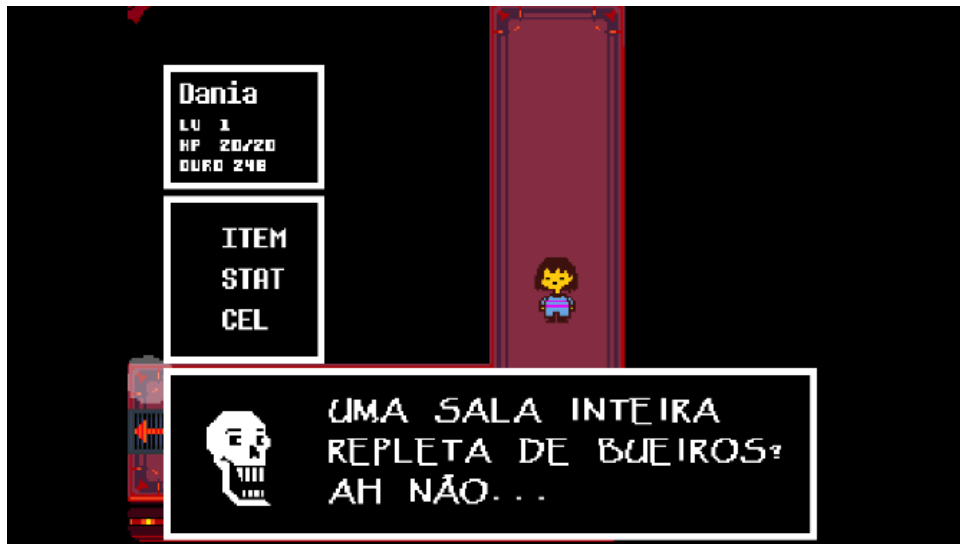 Dania
LV 1
HP 20/20
OURO 248
ITEM
STAT
CEL
UMA SALA INTEIRA
REPLETA DE BUEIROS?
AH NÃO...